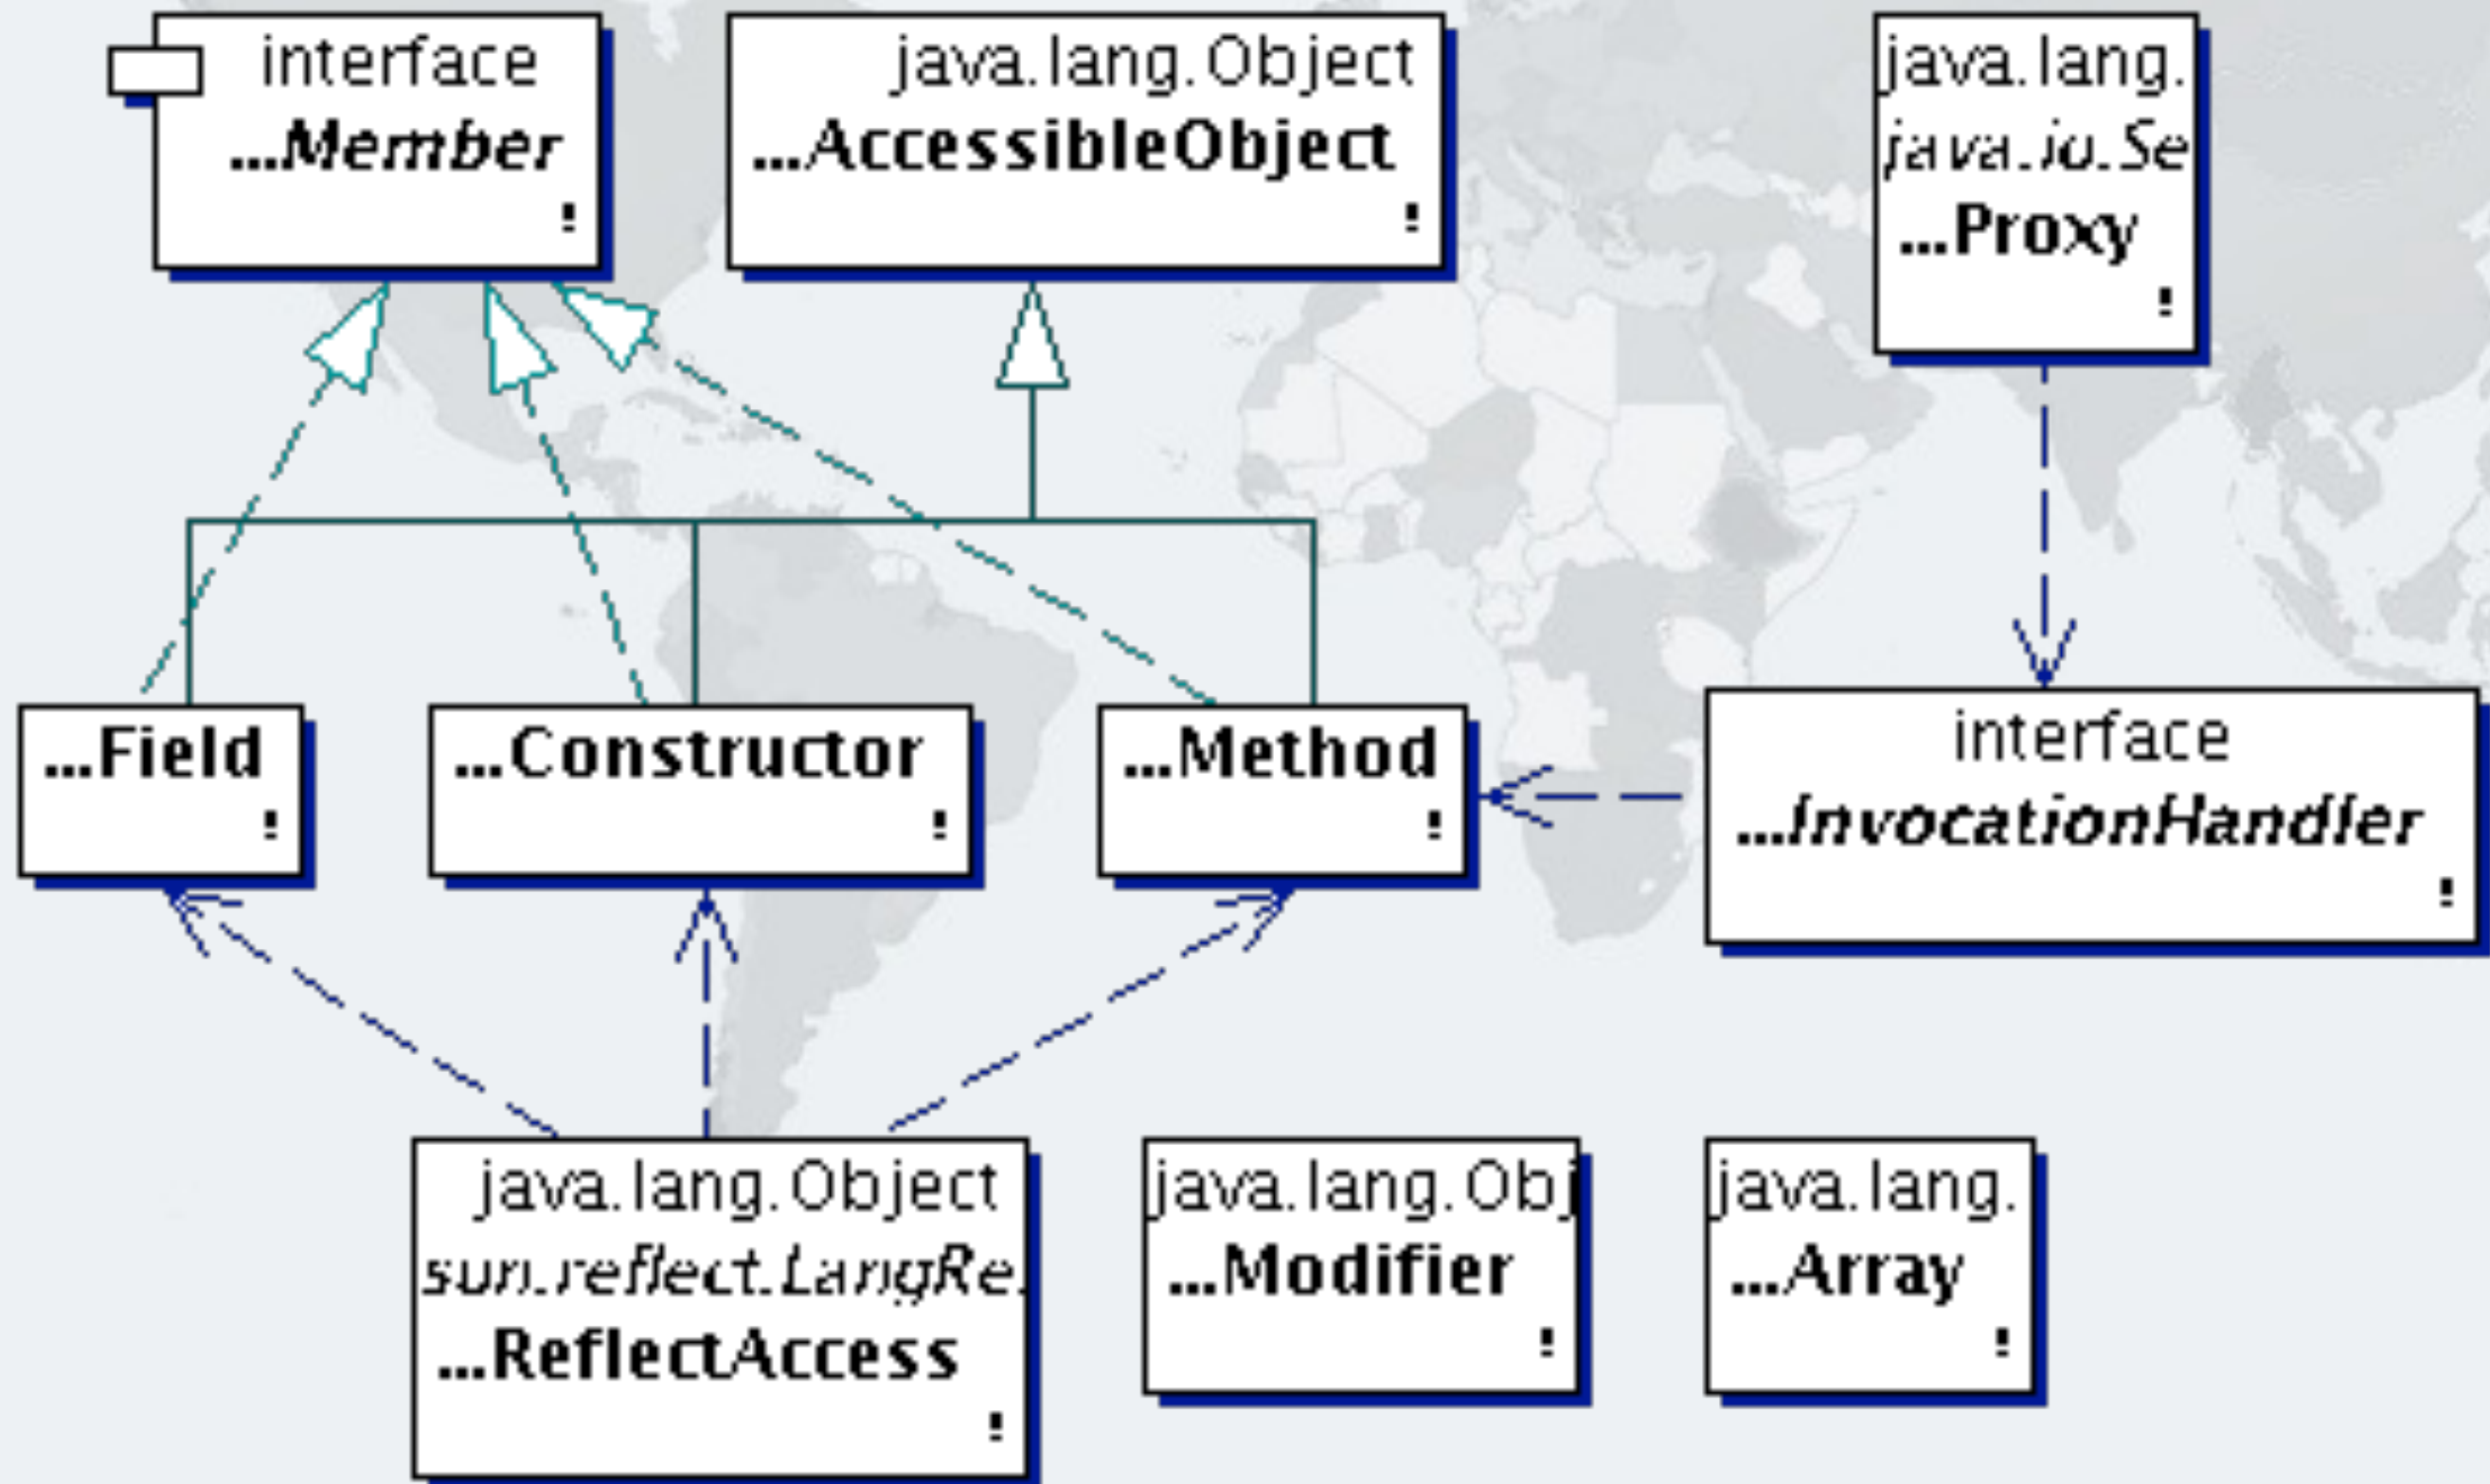 interface
...Member
!
java.lang.Object
...AccessibleObject
!
java.lang.
java.io.Se
...Proxy
!
...Field
!
...Constructor
!
...Method
!
interface
...InvocationHandler
!
java.lang.Object
sun.reflect.LangRe.
...ReflectAccess
!
java.lang.Obj
...Modifier
!
java.lang.
...Array
!